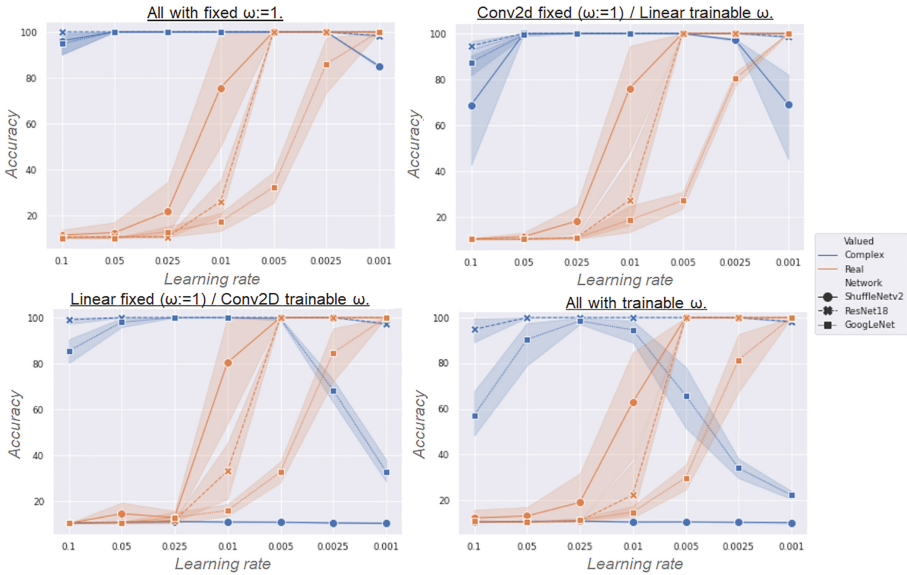 All with fixed ω:=1.
Conv2d fixed (ω:=1) / Linear trainable ω.
100
80
60
40
20
Accuracy
0.1 0.05 0.025 0.01 0.005 0.0025 0.001
Learning rate
100
80
60
40
20
Accuracy
0.1 0.05 0.025 0.01 0.005 0.0025 0.001
Learning rate
Valued
Complex
Real
Network
ShuffleNetv2
ResNet18
GoogLeNet
Linear fixed (ω:=1) / Conv2D trainable ω.
All with trainable ω.
100
80
60
40
20
Accuracy
0.1 0.05 0.025 0.01 0.005 0.0025 0.001
Learning rate
100
80
60
40
20
Accuracy
0.1 0.05 0.025 0.01 0.005 0.0025 0.001
Learning rate